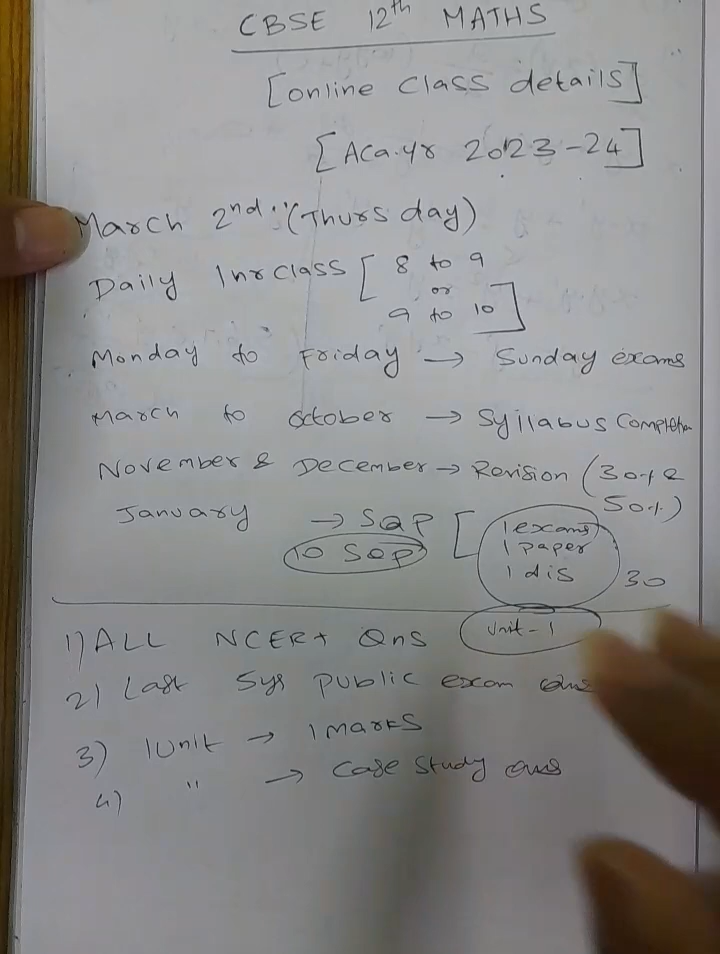 CBSE 12th MATHS
[online class details]
[Aca.yr 2023-24]
March 2nd. (Thursday)
Daily 1hr class [ 8 to 9
or
9 to 10]
Monday to Friday → Sunday exams
March to October → Syllabus Completion
November & December → Revision (30% &
50%)
January → SQP [ 1 exams
10 SQP 1 paper
1 dis 30
Unit-1
1) ALL NCERT Qns
2) Last 5yr public exam Qns
3) 1Unit → 1 marks
4) " → Case Study Qns